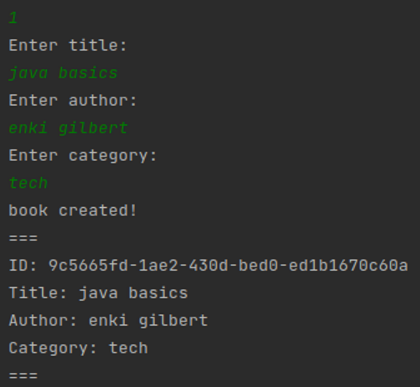 1
Enter title:
java basics
Enter author:
enki gilbert
Enter category:
tech
book created!
===
ID: 9c5665fd-1ae2-430d-bed0-ed1b1670c60a
Title: java basics
Author: enki gilbert
Category: tech
===